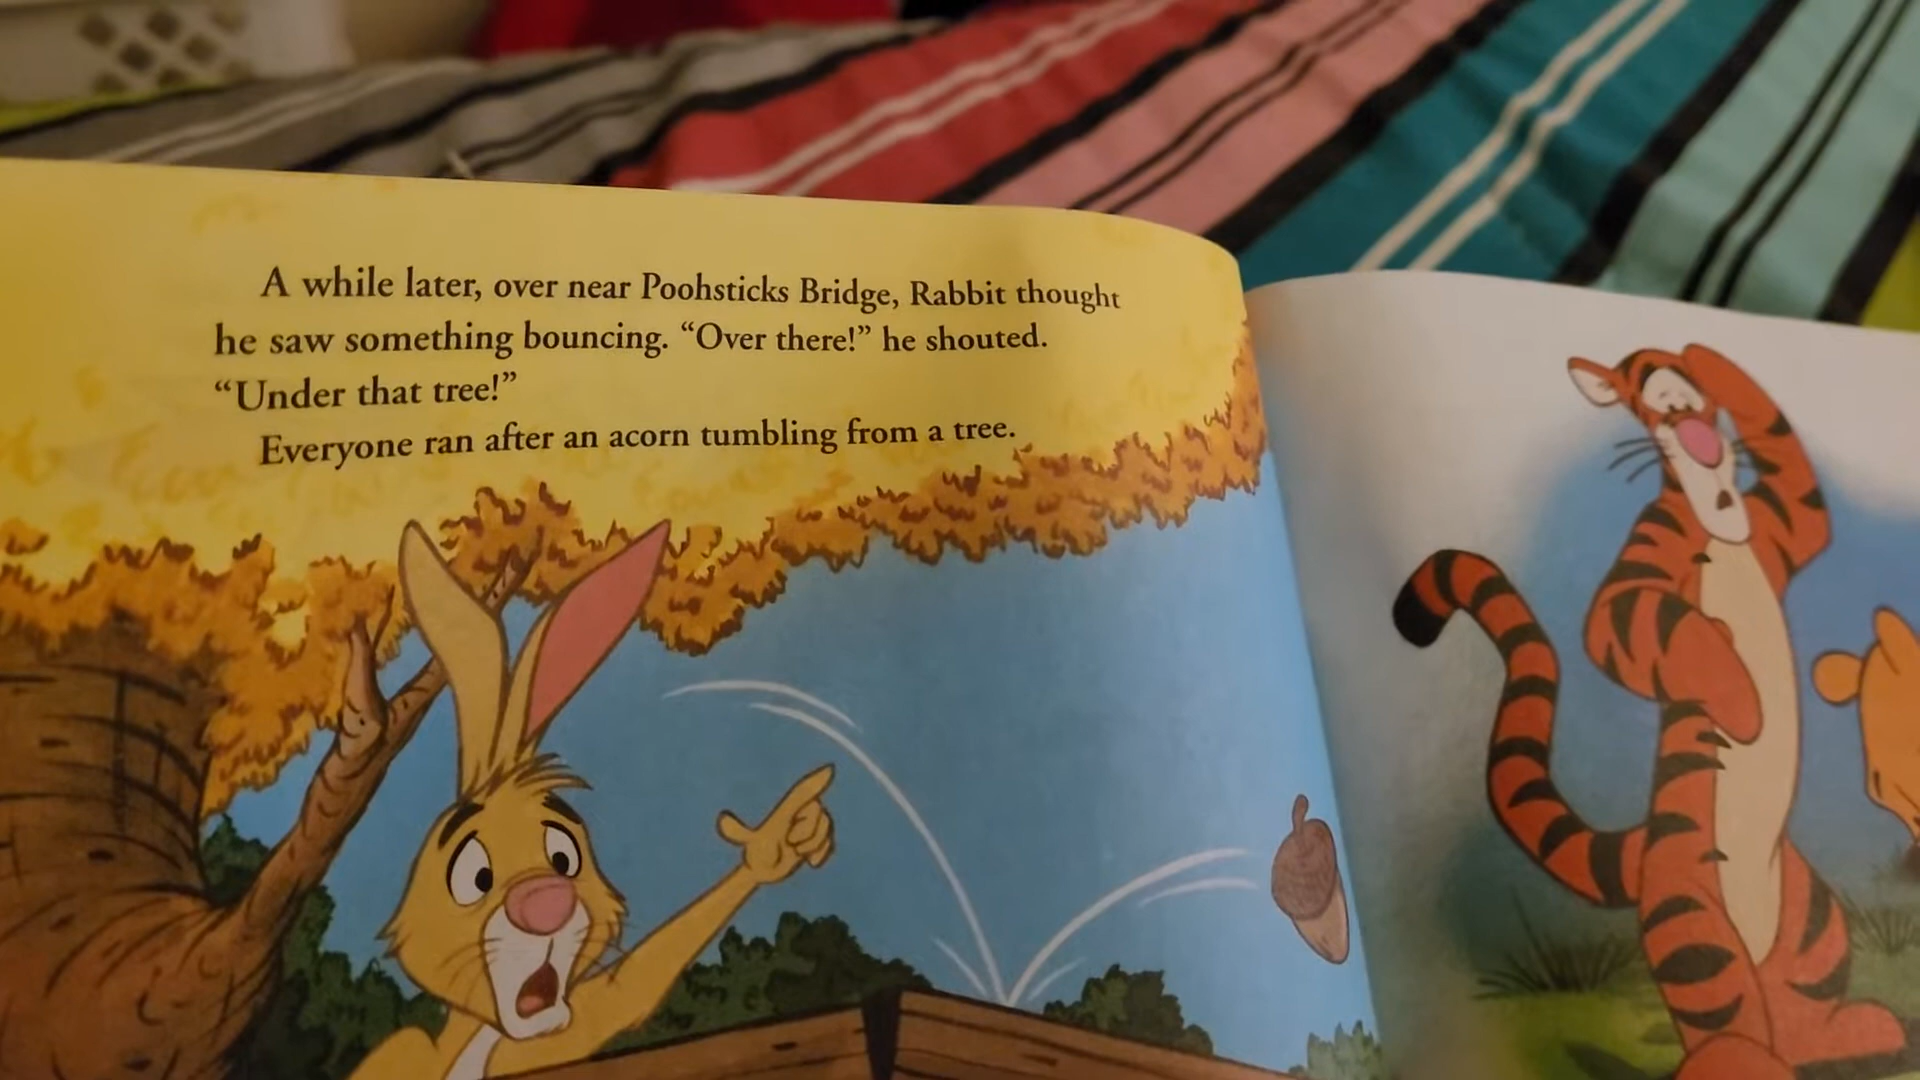 A while later, over near Poohsticks Bridge, Rabbit thought
he saw something bouncing. “Over there!” he shouted.
“Under that tree!”
Everyone ran after an acorn tumbling from a tree.